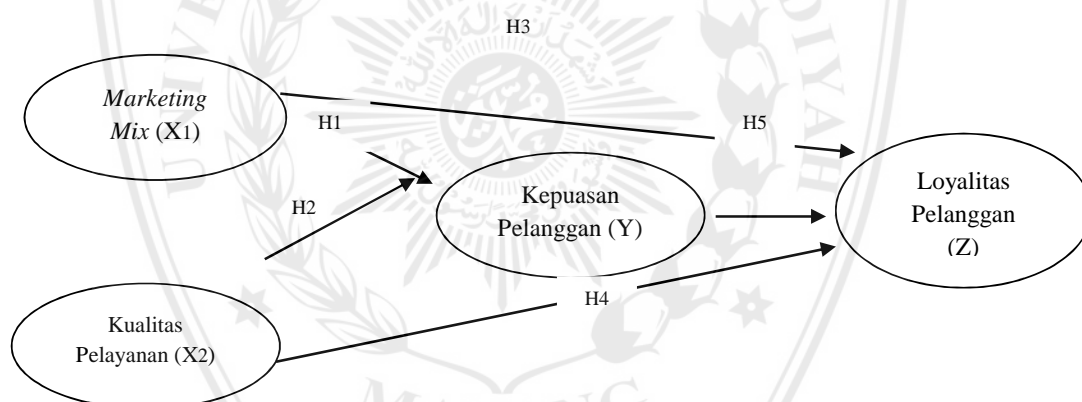 H3
Marketing
Mix (X1)
H1
H5
Kepuasan
Pelanggan (Y)
Loyalitas
Pelanggan
(Z)
H2
H4
Kualitas
Pelayanan (X2)